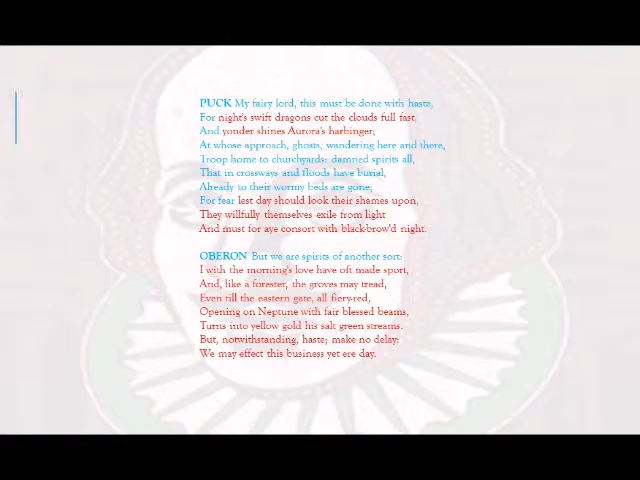 PUCK My fairy lord, this must be done with haste,
For night's swift dragons cut the clouds full fast,
And yonder shines Aurora's harbinger;
At whose approach, ghosts, wandering here and there,
Troop home to churchyards: damned spirits all,
That in crossways and floods have burial,
Already to their wormy beds are gone;
For fear lest day should look their shames upon,
They willfully themselves exile from light
And must for aye consort with black-brow'd night.
OBERON But we are spirits of another sort:
I with the morning's love have oft made sport,
And, like a forester, the groves may tread,
Even till the eastern gate, all fiery-red,
Opening on Neptune with fair blessed beams,
Turns into yellow gold his salt green streams.
But, notwithstanding, haste; make no delay:
We may effect this business yet ere day.